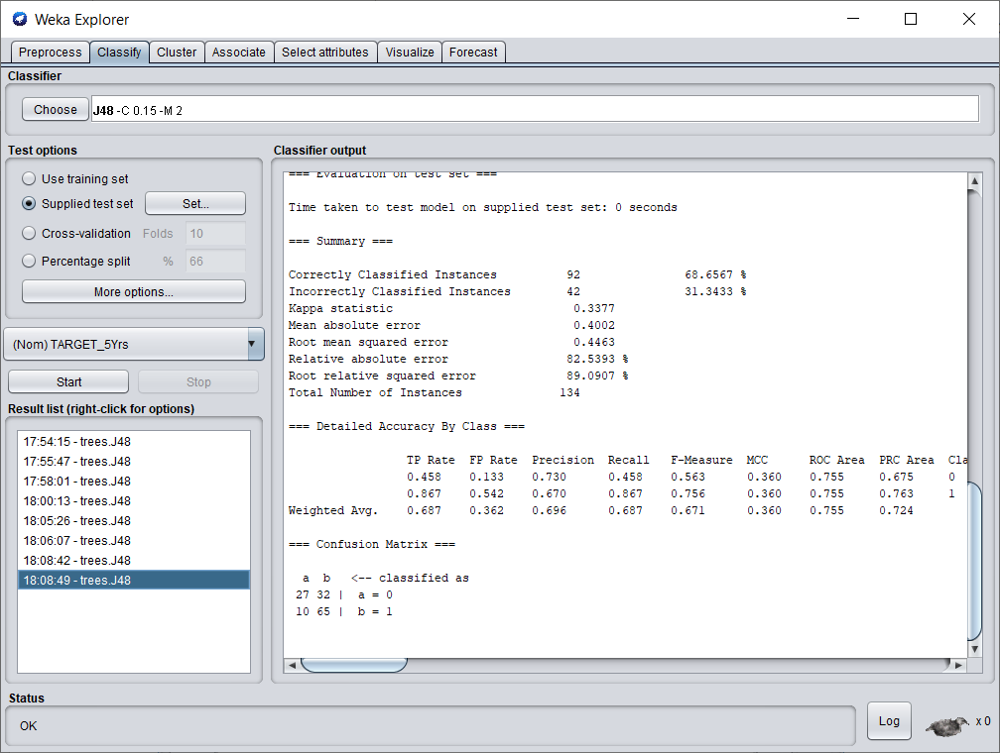 Weka Explorer
Preprocess Classify Cluster Associate Select attributes Visualize Forecast
Classifier
Choose J48 -C 0.15 -M 2
Test options
Use training set
Supplied test set Set...
Cross-validation Folds 10
Percentage split % 66
More options...
(Nom) TARGET_5Yrs
Start Stop
Result list (right-click for options)
17:54:15 - trees.J48
17:55:47 - trees.J48
17:58:01 - trees.J48
18:00:13 - trees.J48
18:05:26 - trees.J48
18:06:07 - trees.J48
18:08:42 - trees.J48
18:08:49 - trees.J48
Classifier output
=== Evaluation on test set ===
Time taken to test model on supplied test set: 0 seconds
=== Summary ===
Correctly Classified Instances 92 68.6567 %
Incorrectly Classified Instances 42 31.3433 %
Kappa statistic 0.3377
Mean absolute error 0.4002
Root mean squared error 0.4463
Relative absolute error 82.5393 %
Root relative squared error 89.0907 %
Total Number of Instances 134
=== Detailed Accuracy By Class ===
TP Rate FP Rate Precision Recall F-Measure MCC ROC Area PRC Area Cla
0.458 0.133 0.730 0.458 0.563 0.360 0.755 0.675 0
0.867 0.542 0.670 0.867 0.756 0.360 0.755 0.763 1
Weighted Avg. 0.687 0.362 0.696 0.687 0.671 0.360 0.755 0.724
=== Confusion Matrix ===
a b <-- classified as
27 32 | a = 0
10 65 | b = 1
Status
OK
Log x 0